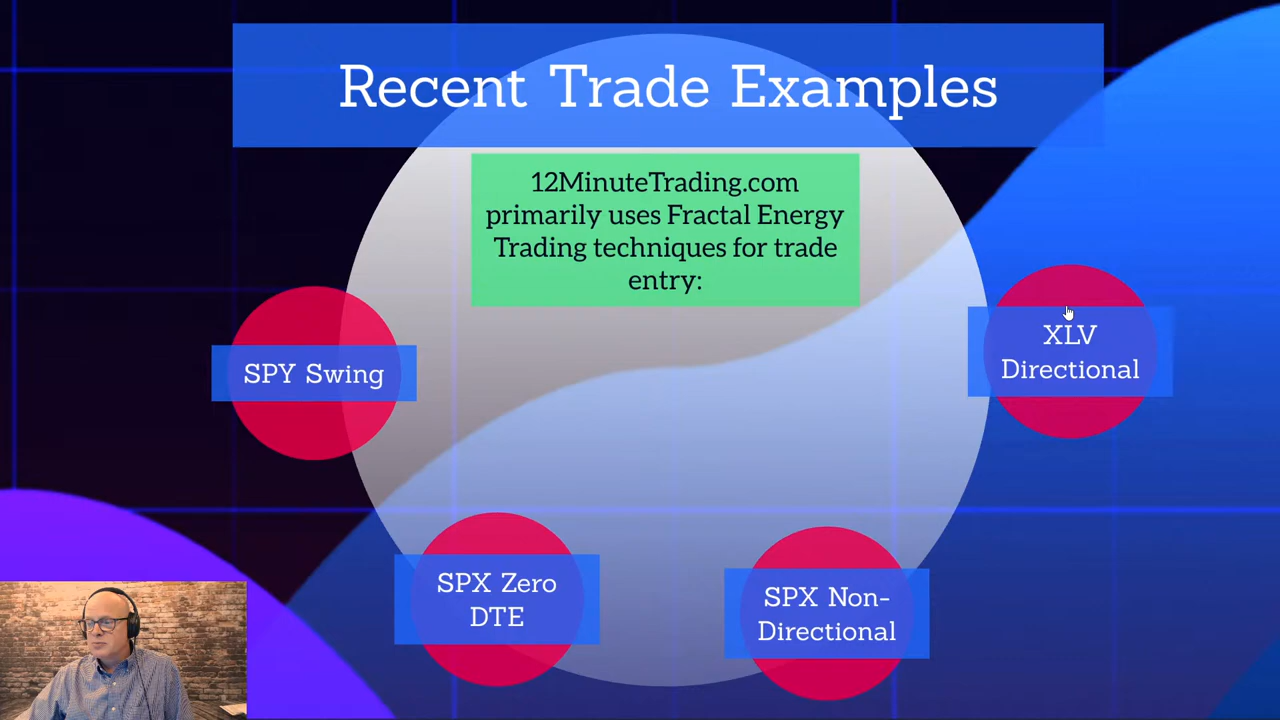 Recent Trade Examples
12MinuteTrading.com
primarily uses Fractal Energy
Trading techniques for trade
entry:
SPY Swing
XLV
Directional
SPX Zero
DTE
SPX Non-
Directional